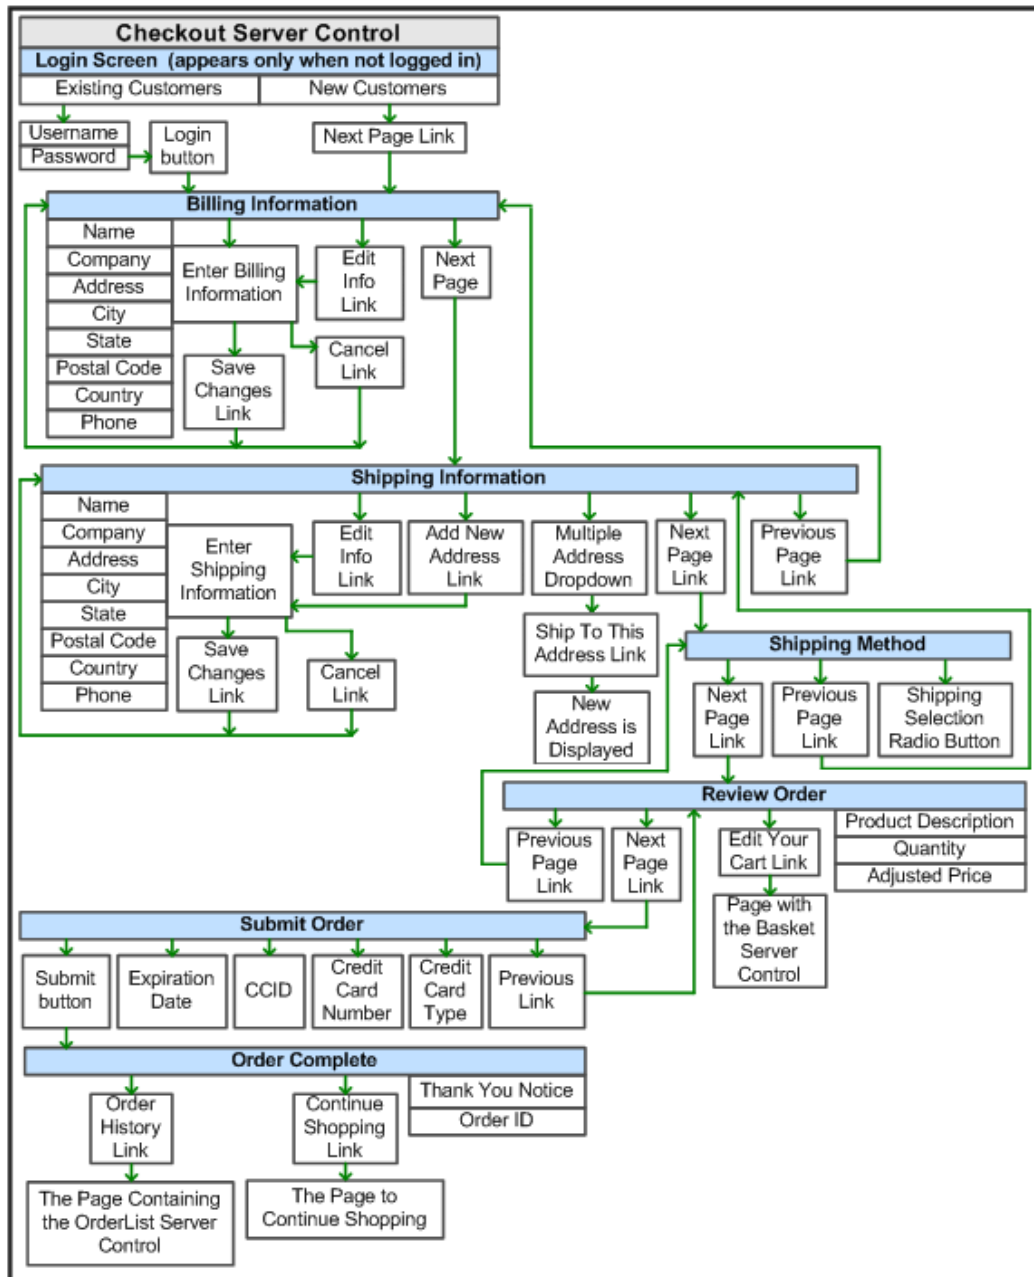 Checkout Server Control
Login Screen (appears only when not logged in)
Existing Customers
New Customers
Username
Password
Login
button
Next Page Link
Billing Information
Name
Company
Address
City
State
Postal Code
Country
Phone
Enter Billing
Information
Edit
Info
Link
Next
Page
Save
Changes
Link
Cancel
Link
Shipping Information
Name
Company
Address
City
State
Postal Code
Country
Phone
Enter
Shipping
Information
Edit
Info
Link
Add New
Address
Link
Multiple
Address
Dropdown
Next
Page
Link
Previous
Page
Link
Save
Changes
Link
Cancel
Link
Ship To This
Address Link
New
Address is
Displayed
Shipping Method
Next
Page
Link
Previous
Page
Link
Shipping
Selection
Radio Button
Review Order
Previous
Page
Link
Next
Page
Link
Edit Your
Cart Link
Product Description
Quantity
Adjusted Price
Page with
the Basket
Server
Control
Submit Order
Submit
button
Expiration
Date
CCID
Credit
Card
Number
Credit
Card
Type
Previous
Link
Order Complete
Order
History
Link
Continue
Shopping
Link
Thank You Notice
Order ID
The Page Containing
the OrderList Server
Control
The Page to
Continue Shopping